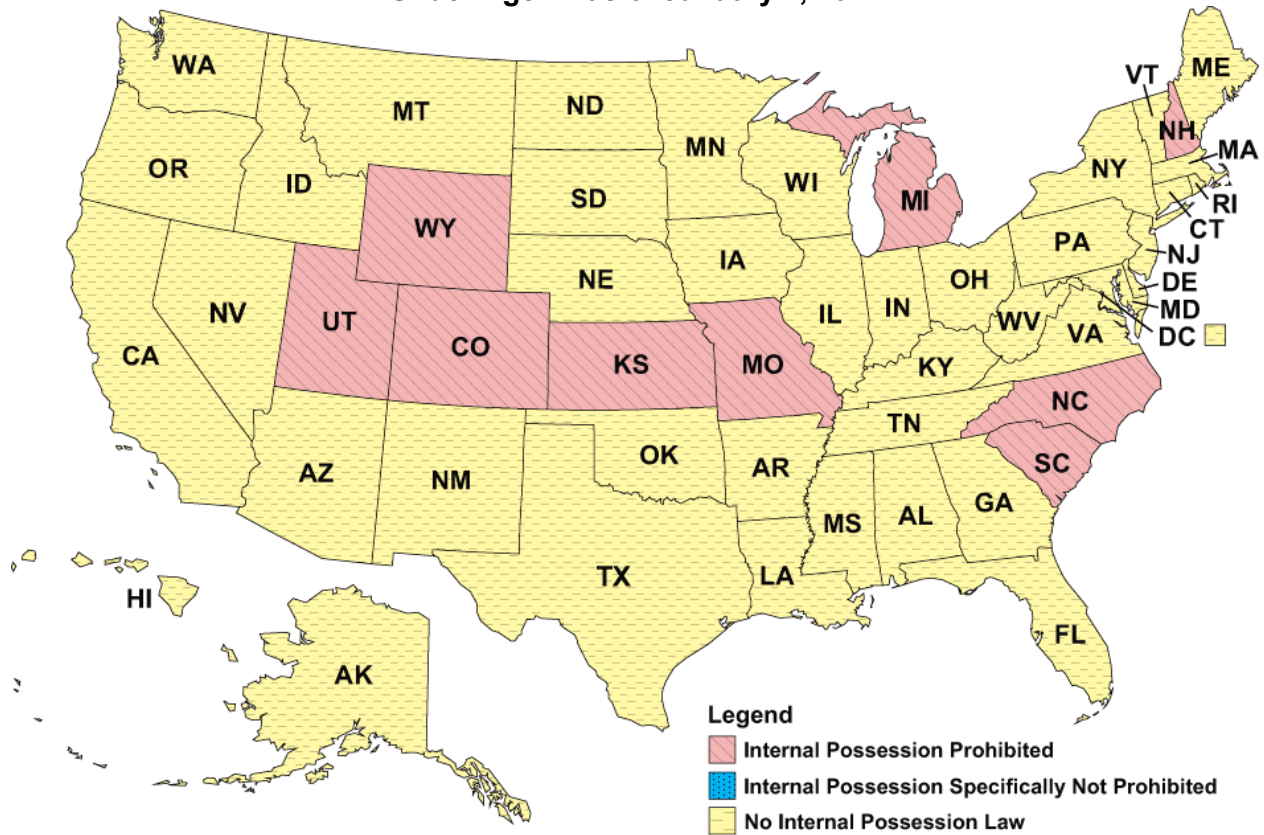 WA
MT
ND
MN
ME
VT
NH
OR
ID
SD
WI
NY
MA
MI
WY
RI
CT
PA
IA
NE
NJ
OH
DE
NV
UT
IL
IN
MD
WV
VA
DC
CO
CA
KS
MO
KY
NC
TN
OK
AR
SC
AZ
NM
GA
MS
AL
TX
LA
HI
FL
AK
Legend
Internal Possession Prohibited
Internal Possession Specifically Not Prohibited
No Internal Possession Law